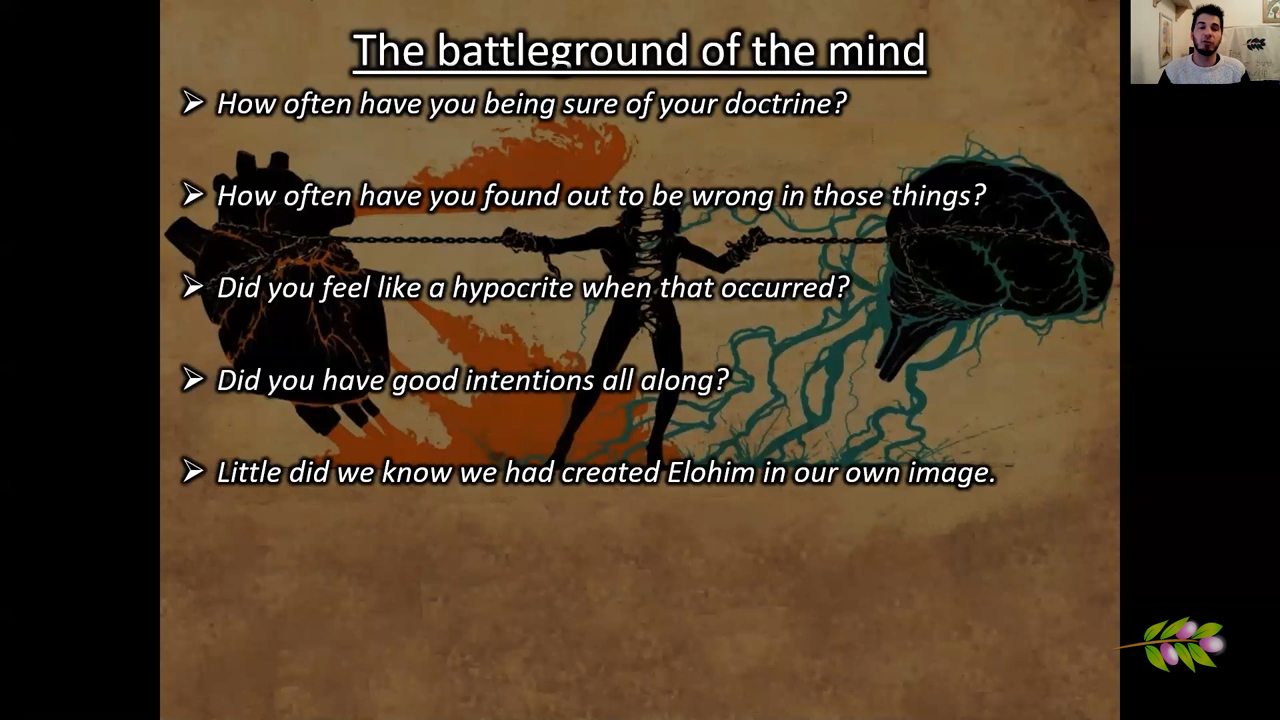 The battleground of the mind
➢ How often have you being sure of your doctrine?
➢ How often have you found out to be wrong in those things?
➢ Did you feel like a hypocrite when that occurred?
➢ Did you have good intentions all along?
➢ Little did we know we had created Elohim in our own image.